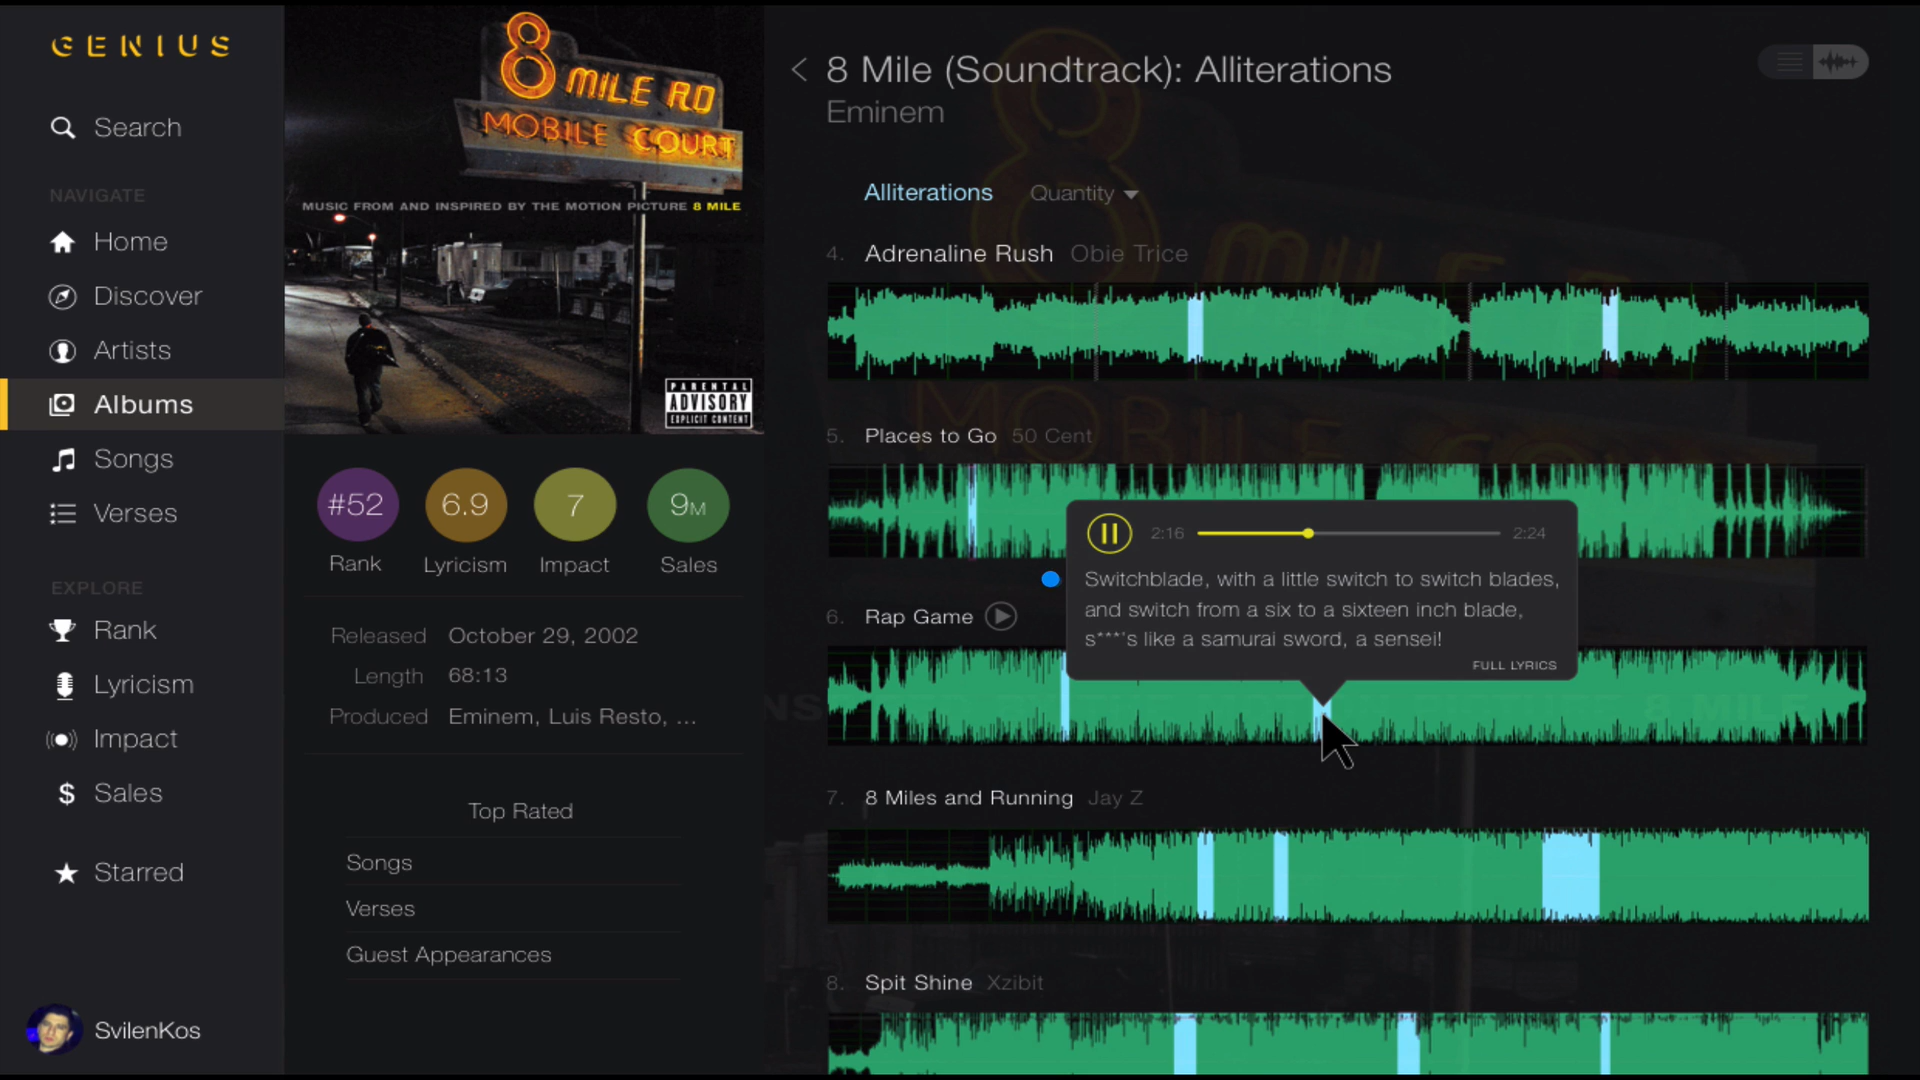 GENIUS
Search
NAVIGATE
Home
Discover
Artists
Albums
Songs
Verses
EXPLORE
Rank
Lyricism
Impact
$ Sales
Starred
SvilenKos
8 MILE RD
MOBILE COURT
MUSIC FROM AND INSPIRED BY THE MOTION PICTURE 8 MILE
PARENTAL
ADVISORY
EXPLICIT CONTENT
#52 6.9 7 9M
Rank Lyricism Impact Sales
Released October 29, 2002
Length 68:13
Produced Eminem, Luis Resto, ...
Top Rated
Songs
Verses
Guest Appearances
< 8 Mile (Soundtrack): Alliterations
Eminem
Alliterations Quantity
4. Adrenaline Rush Obie Trice
5. Places to Go 50 Cent
2:16 2:24
Switchblade, with a little switch to switch blades,
and switch from a six to a sixteen inch blade,
s****'s like a samurai sword, a sensei!
FULL LYRICS
6. Rap Game
7. 8 Miles and Running Jay Z
8. Spit Shine Xzibit